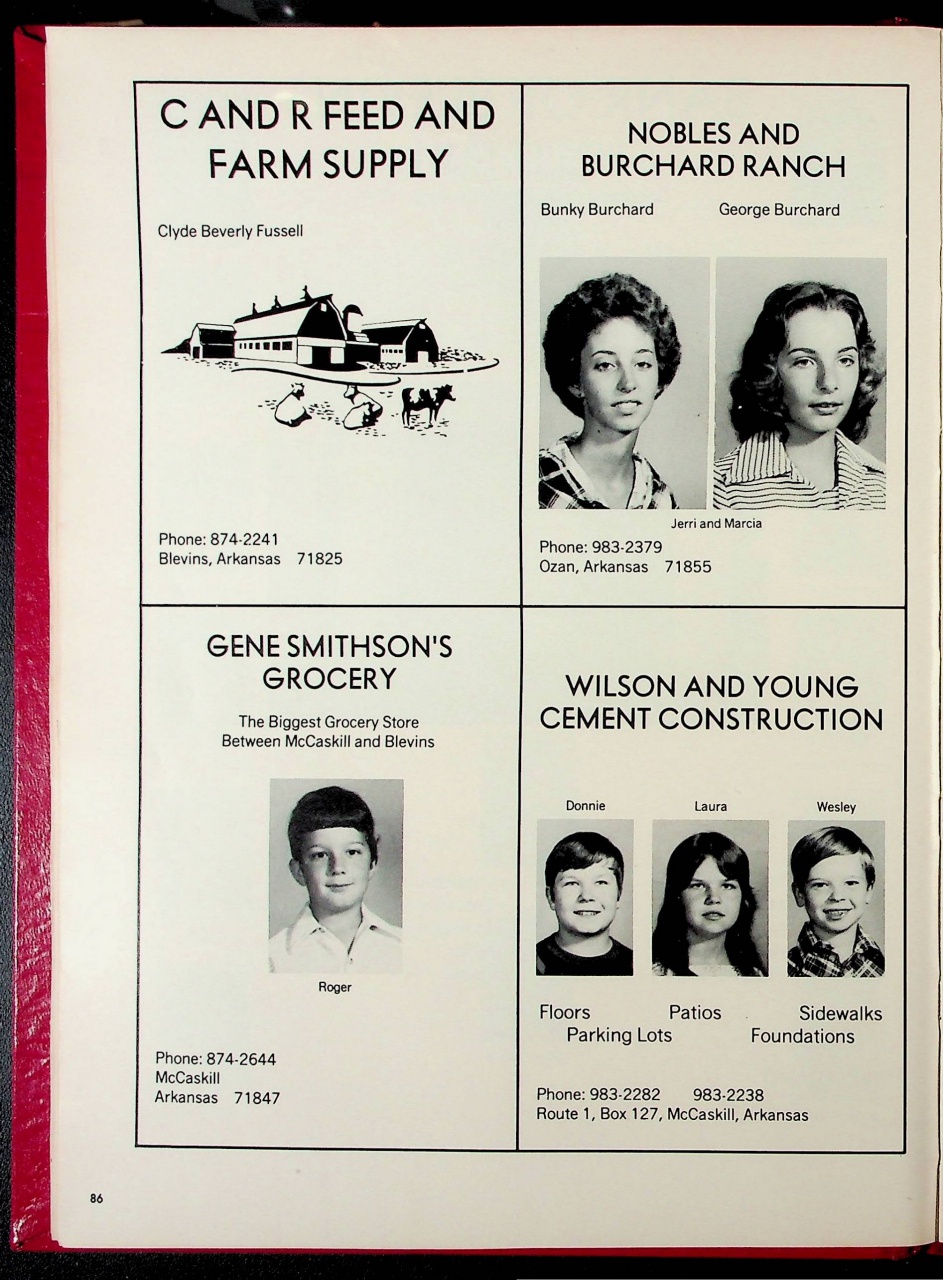 C AND R FEED AND
FARM SUPPLY
Clyde Beverly Fussell
Phone: 874-2241
Blevins, Arkansas 71825
NOBLES AND
BURCHARD RANCH
Bunky Burchard George Burchard
Jerri and Marcia
Phone: 983-2379
Ozan, Arkansas 71855
GENE SMITHSON'S
GROCERY
The Biggest Grocery Store
Between McCaskill and Blevins
Roger
Phone: 874-2644
McCaskill
Arkansas 71847
WILSON AND YOUNG
CEMENT CONSTRUCTION
Donnie Laura Wesley
Floors Patios Sidewalks
Parking Lots Foundations
Phone: 983-2282 983-2238
Route 1, Box 127, McCaskill, Arkansas
86